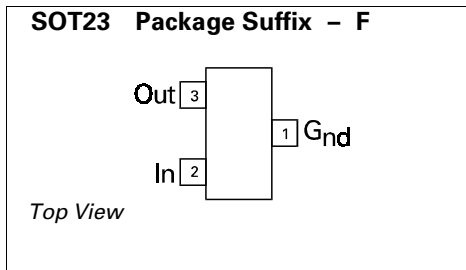 SOT23 Package Suffix – F
Out 3
1 Gnd
In 2
Top View